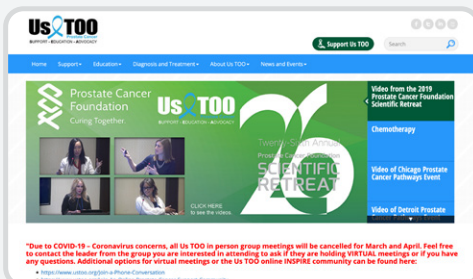 Us TOO
Prostate Cancer
SUPPORT • EDUCATION • ADVOCACY
Support Us TOO
Search
Home
Support
Education
Diagnosis and Treatment
About Us TOO
News and Events
Prostate Cancer
Foundation
Curing Together.
Us TOO
SUPPORT • EDUCATION • ADVOCACY
Twenty-Sixth Annual
Prostate Cancer Foundation
SCIENTIFIC
RETREAT
26
CLICK HERE
to see the videos.
Video from the 2019
Prostate Cancer Foundation
Scientific Retreat
Chemotherapy
Video of Chicago Prostate
Cancer Pathways Event
Video of Detroit Prostate
"Due to COVID-19 – Coronavirus concerns, all Us TOO in person group meetings will be cancelled for March and April. Feel free
to contact the leader from the group you are interested in attending to ask if they are holding VIRTUAL meetings or if you have
any questions. Additional options for virtual meetings or the Us TOO online INSPIRE community can be found here:
https://www.ustoo.org/Join-a-Phone-Conversation